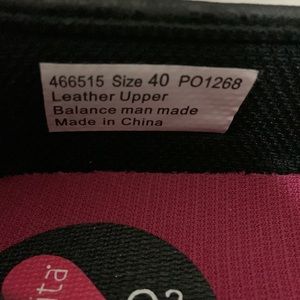 466515 Size 40 PO1268
Leather Upper
Balance man made
Made in China